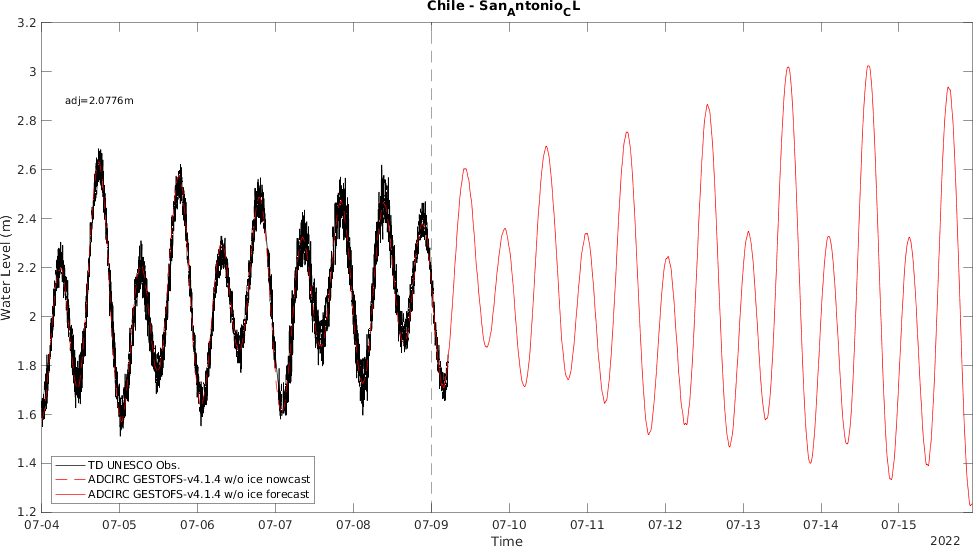 Chile - San_Antonio_CL
3.2
3
2.8
2.6
2.4
2.2
2
1.8
1.6
1.4
1.2
Water Level (m)
adj=2.0776m
TD UNESCO Obs.
ADCIRC GESTOFS-v4.1.4 w/o ice nowcast
ADCIRC GESTOFS-v4.1.4 w/o ice forecast
07-04 07-05 07-06 07-07 07-08 07-09 07-10 07-11 07-12 07-13 07-14 07-15
Time
2022